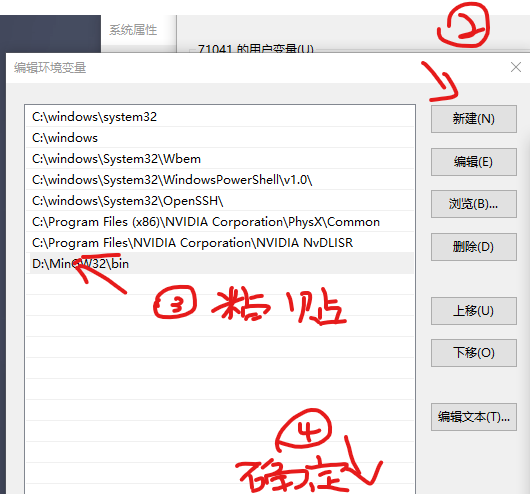 系统属性
②
71041 的用户变量(U)
编辑环境变量
C:\windows\system32
新建(N)
C:\windows
C:\windows\System32\Wbem
编辑(E)
C:\windows\System32\WindowsPowerShell\v1.0\
C:\windows\System32\OpenSSH\
浏览(B)...
C:\Program Files (x86)\NVIDIA Corporation\PhysX\Common
C:\Program Files\NVIDIA Corporation\NVIDIA NvDLISR
删除(D)
D:\MinGW32\bin
③ 粘贴
上移(U)
下移(O)
编辑文本(T)...
④
确定